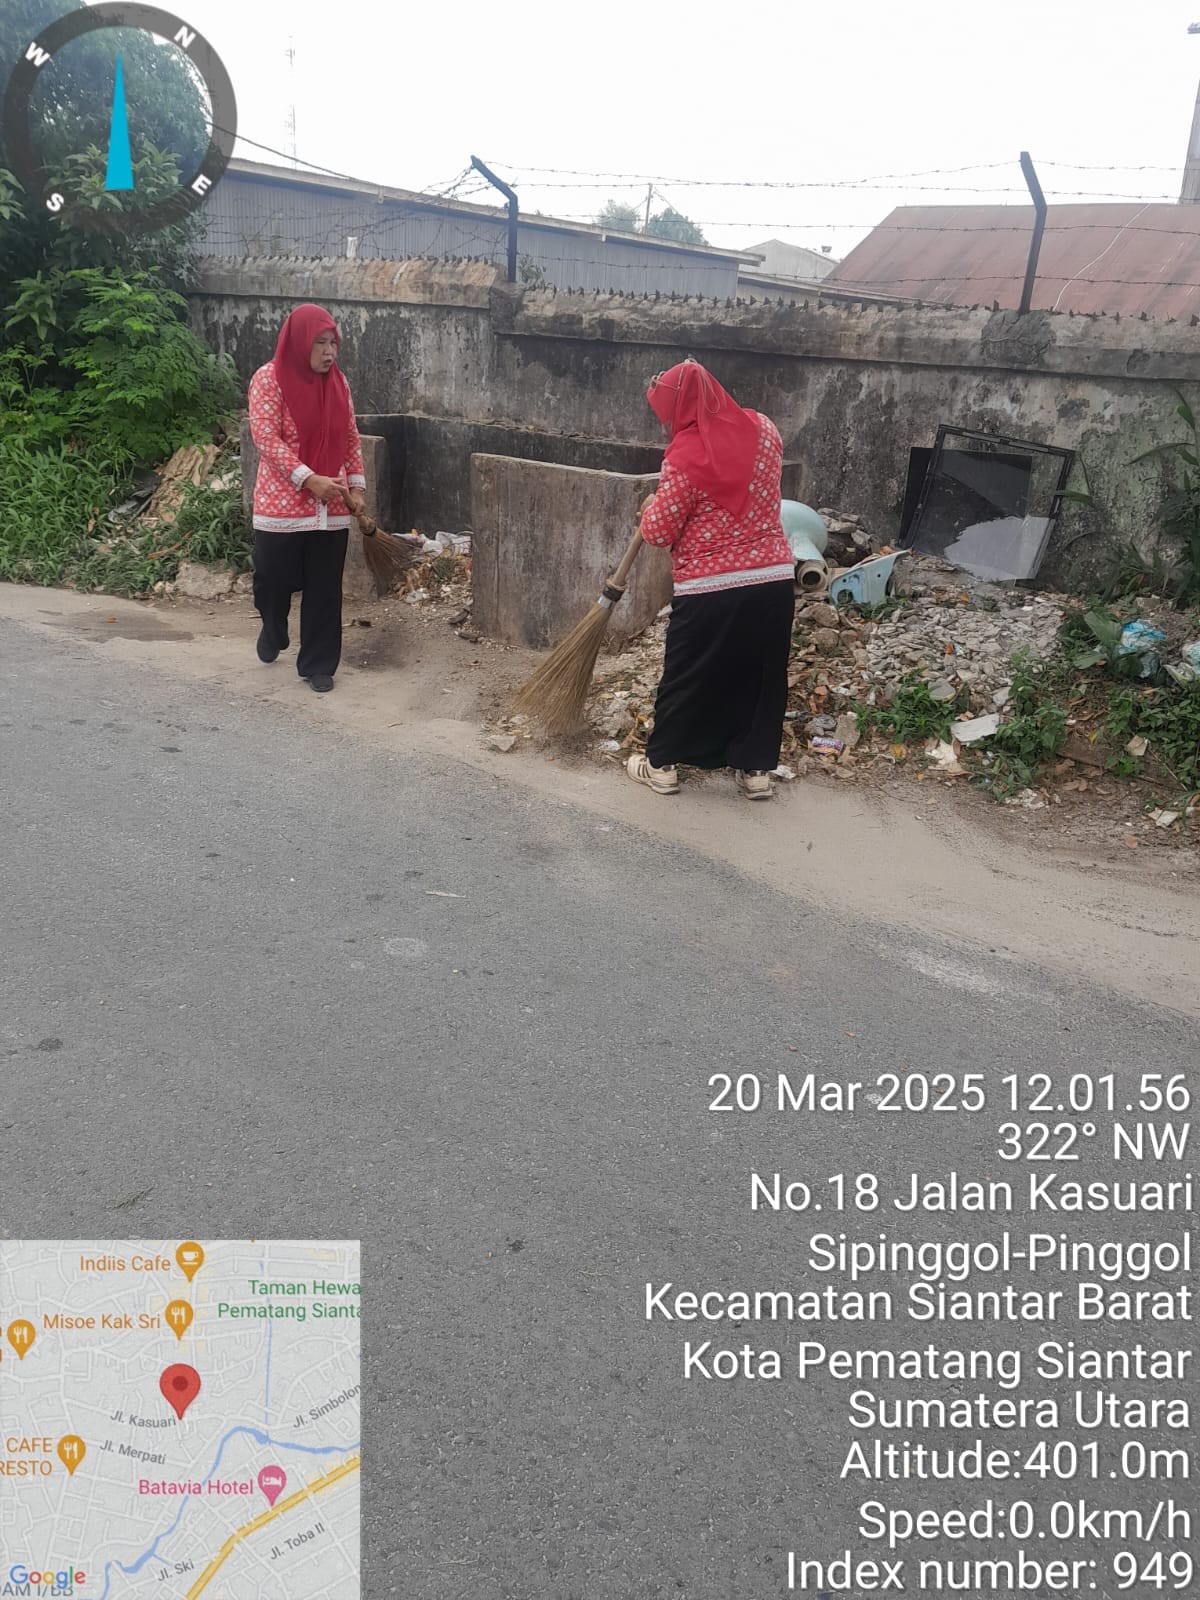 N
W
E
S
20 Mar 2025 12.01.56
322° NW
No.18 Jalan Kasuari
Sipinggol-Pinggol
Kecamatan Siantar Barat
Kota Pematang Siantar
Sumatera Utara
Altitude:401.0m
Speed:0.0km/h
Index number: 949
Indiis Cafe
Taman Hewa
Pematang Sianta
Misoe Kak Sri
Jl. Kasuari
Jl. Simbolon
Jl. Merpati
CAFE
RESTO
Batavia Hotel
Jl. Toba II
Jl. Ski
Google
AM I/BB